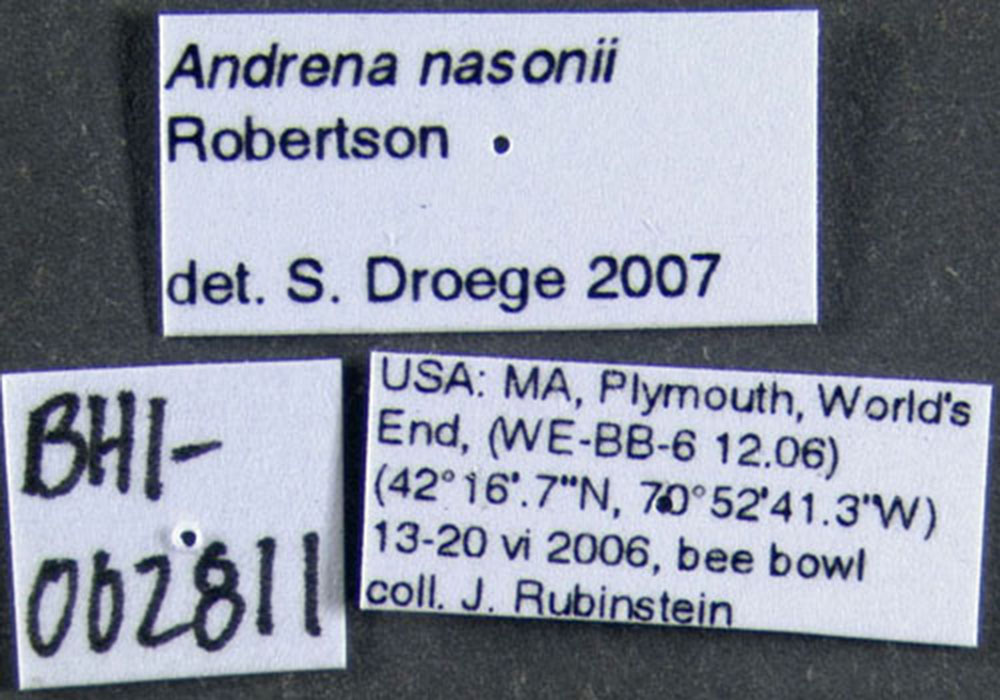 Andrena nasonii
Robertson
det. S. Droege 2007
BHI-
002811
USA: MA, Plymouth, World's
End, (WE-BB-6 12.06)
(42°16'.7"N, 70°52'41.3"W)
13-20 vi 2006, bee bowl
coll. J. Rubinstein